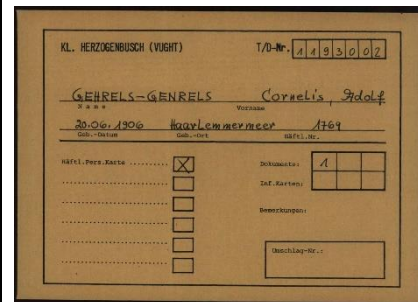 KL. HERZOGENBUSCH (VUGHT) T/D-Nr. 1193002
GEHRELS-GENRELS Cornelis, Adolf
Name Vorname
20.06.1906 Haarlemmermeer 1769
Geb.-Datum Geb.-Ort Häftl.Nr.
Häftl.Pers.Karte .......... X Dokumente: 1
Inf.Karten:
Bemerkungen:
Umschlag-Nr.: